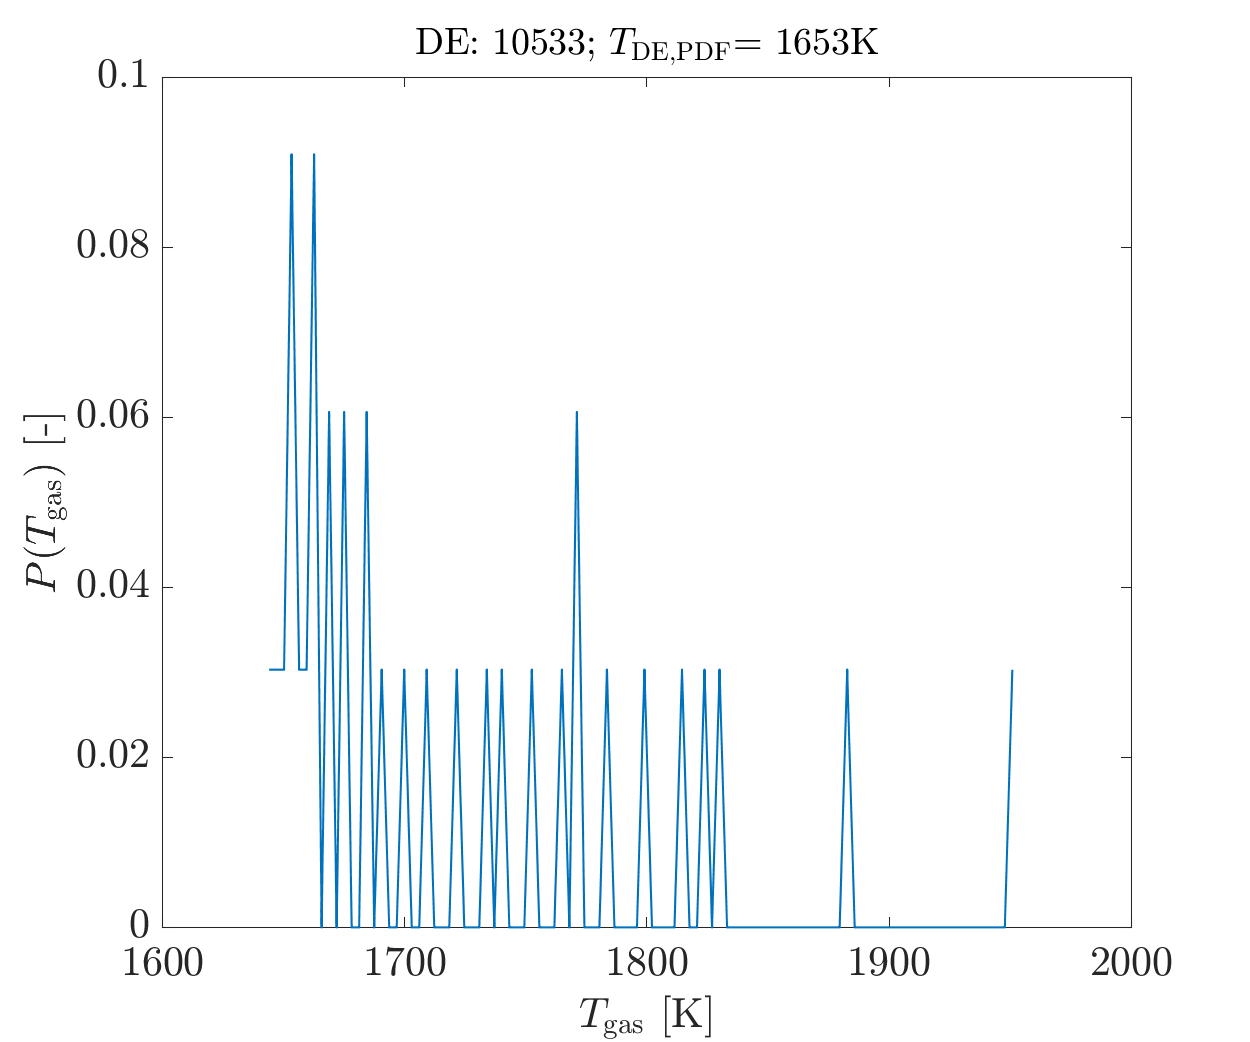 DE: 10533; T_DE,PDF= 1653K
0.1
0.08
0.06
0.04
0.02
0
P(T_gas) [-]
1600 1700 1800 1900 2000
T_gas [K]